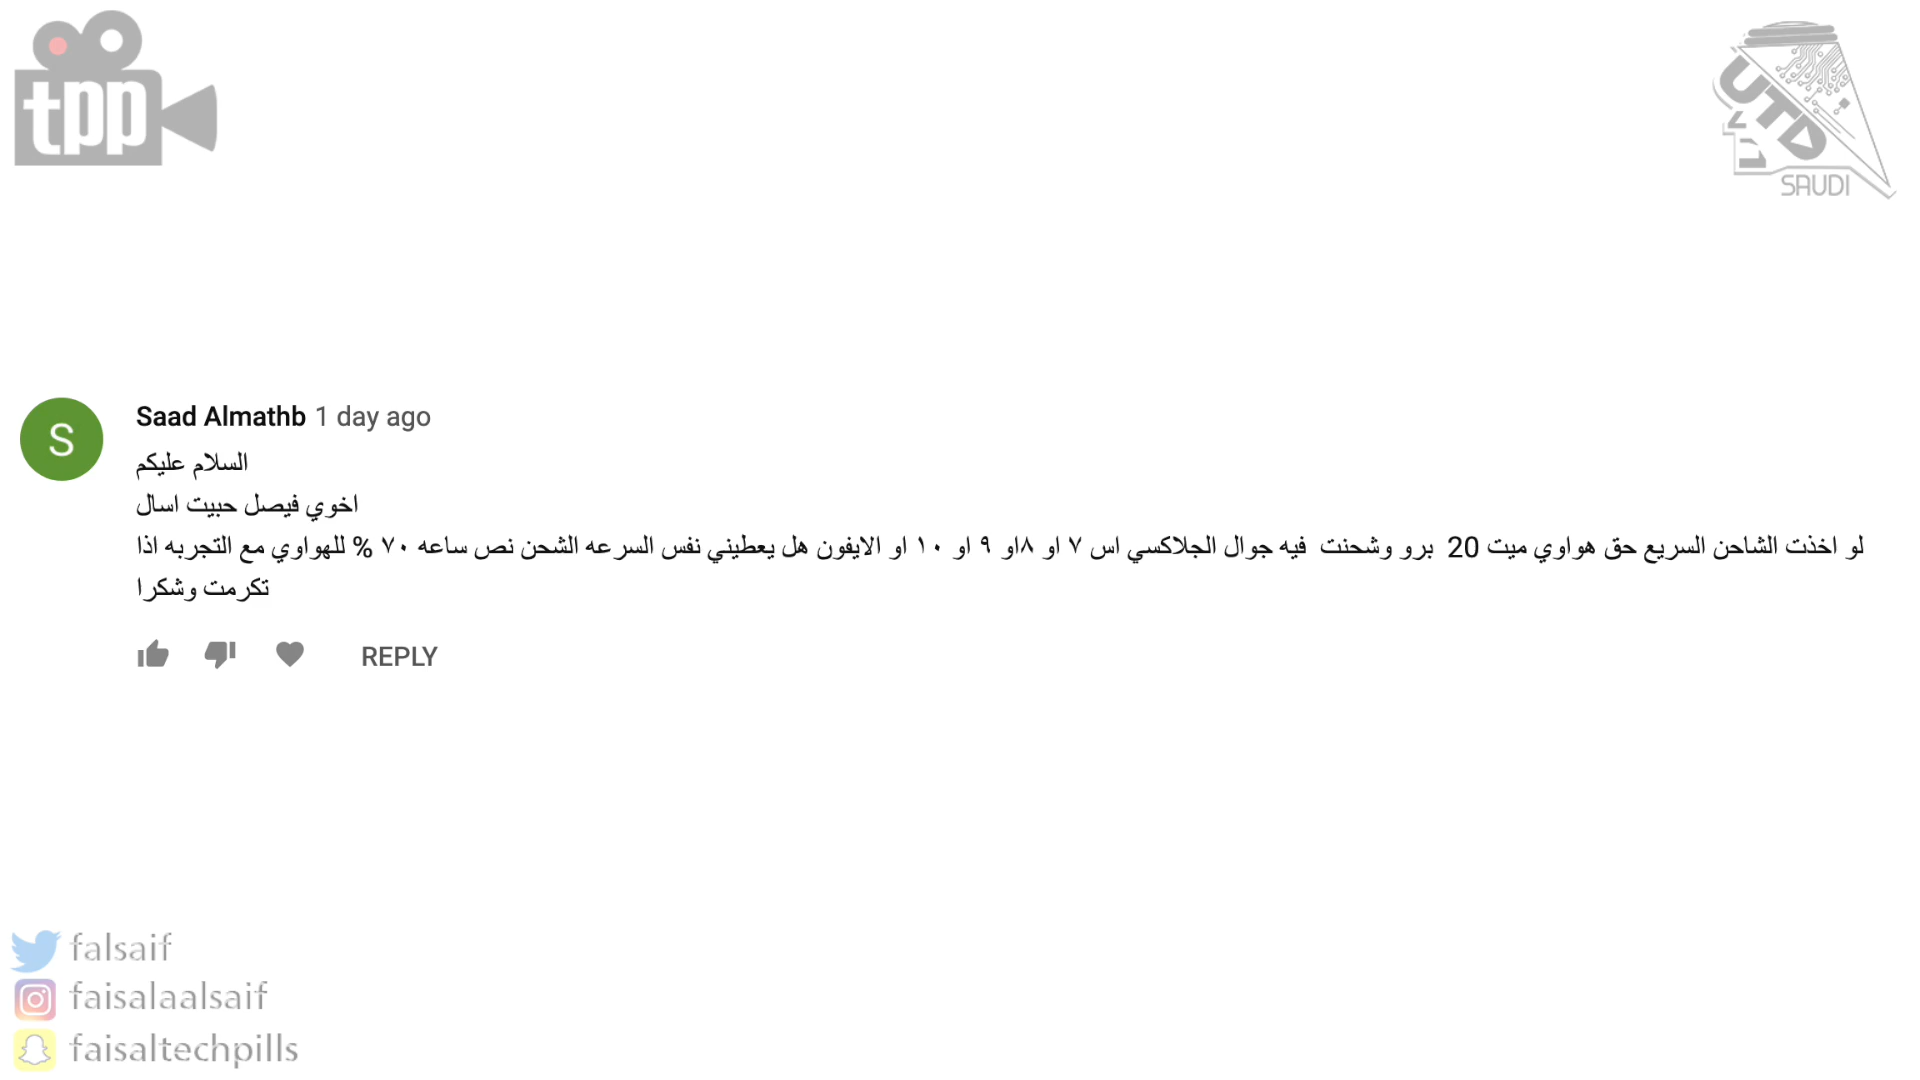 tpp
UTD
SAUDI
S
Saad Almathb 1 day ago
السلام عليكم
اخوي فيصل حبيت اسال
لو اخذت الشاحن السريع حق هواوي ميت 20 برو وشحنت فيه جوال الجلاكسي اس ٧ او ٨او ٩ او ١٠ او الايفون هل يعطيني نفس السرعه الشحن نص ساعه ٧٠ % للهواوي مع التجربه اذا
تكرمت وشكرا
REPLY
falsaif
faisalaalsaif
faisaltechpills